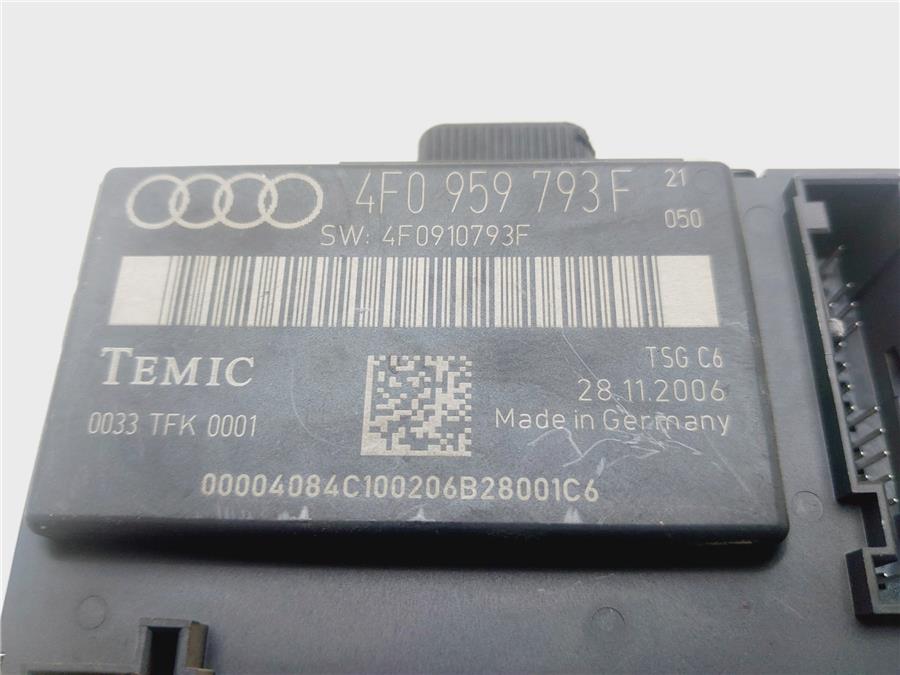 4F0 959 793 F 21
SW: 4F0910793F 050
TEMIC
TSG C6
28.11.2006
0033 TFK 0001
Made in Germany
00004084C100206B28001C6